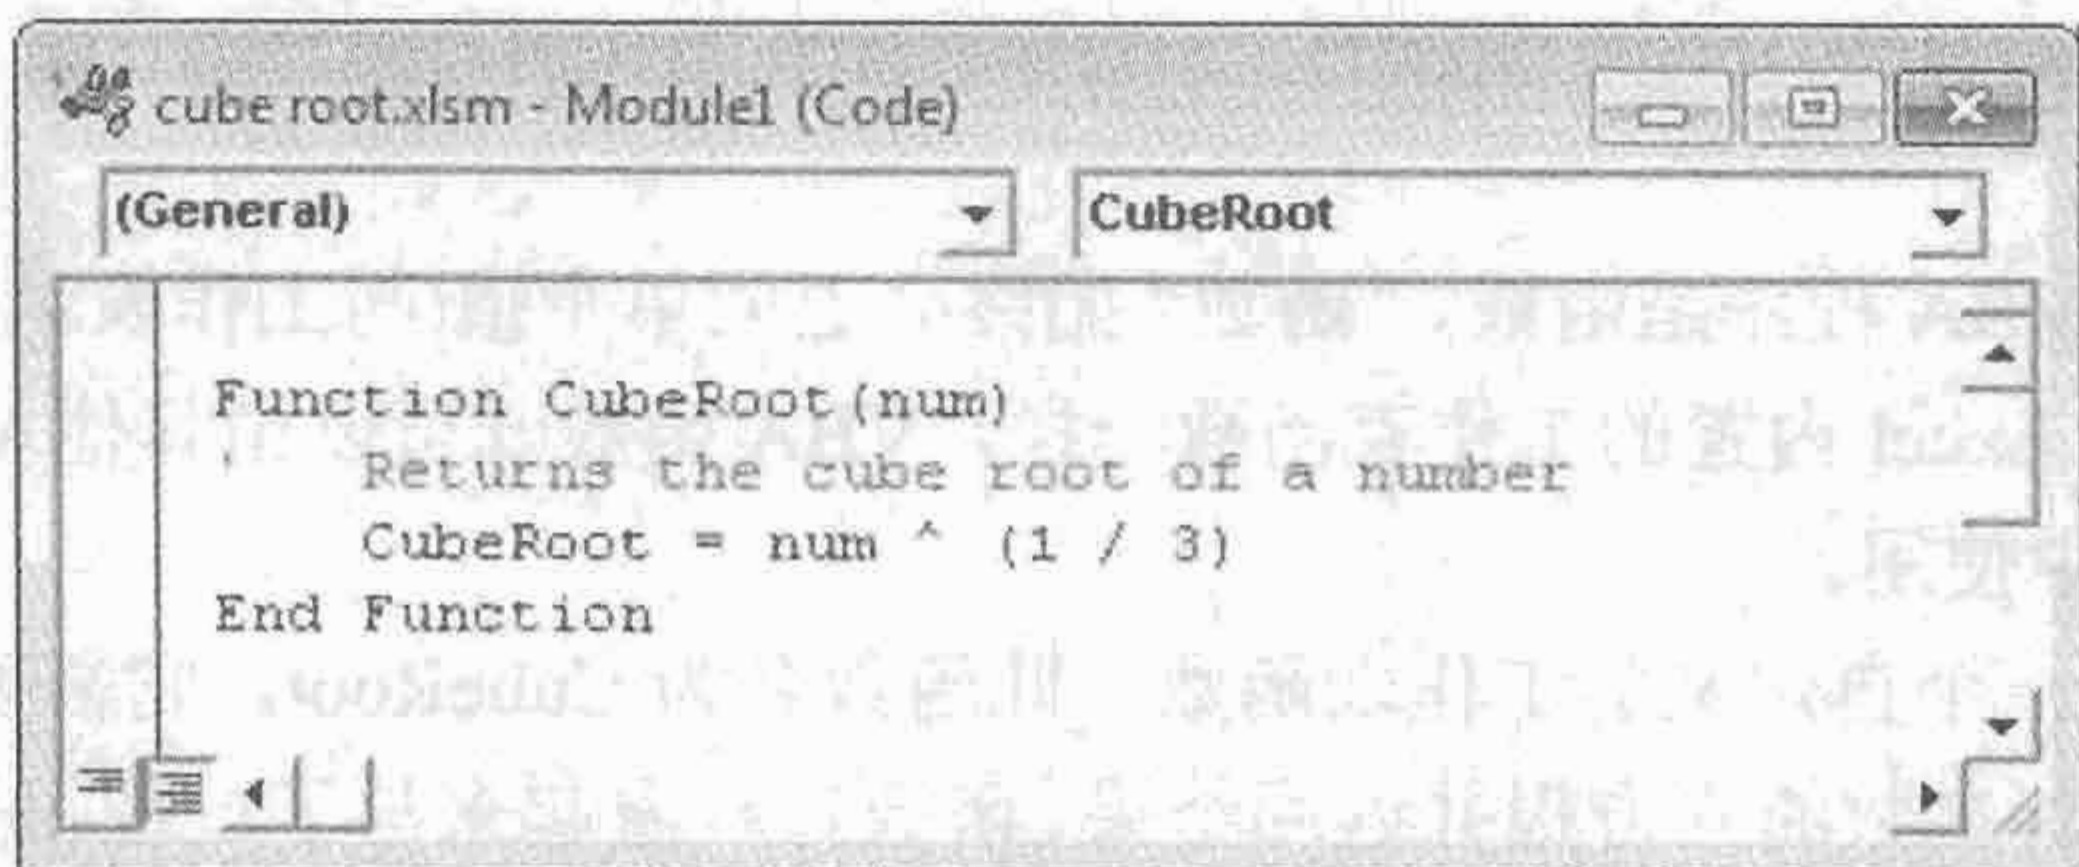 cube root.xlsm - Module1 (Code)
(General) CubeRoot
Function CubeRoot(num)
'    Returns the cube root of a number
     CubeRoot = num ^ (1 / 3)
End Function